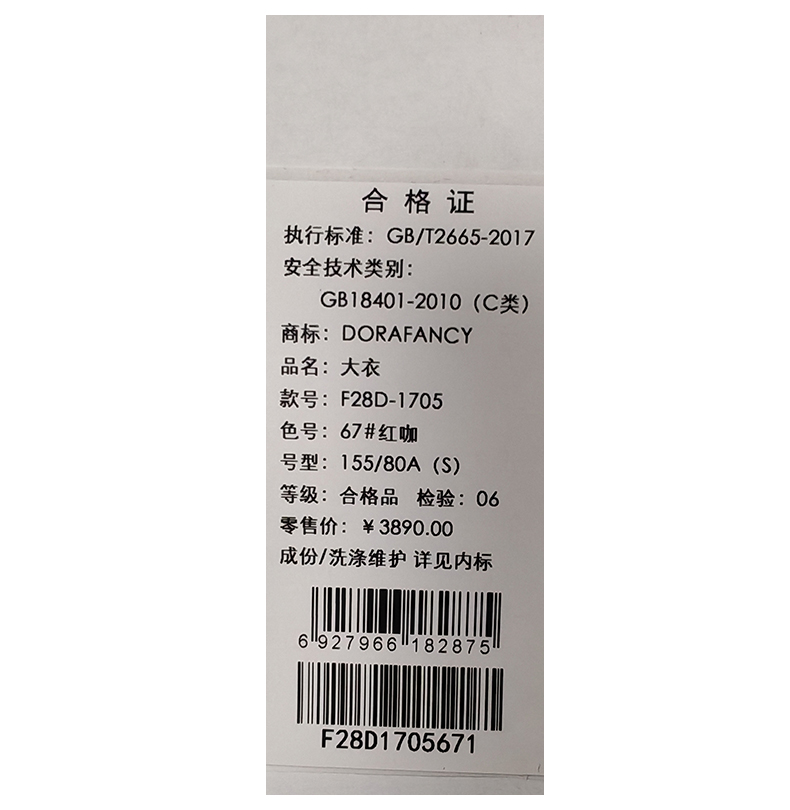 合格证
执行标准：GB/T2665-2017
安全技术类别：
GB18401-2010（C类）
商标：DORAFANCY
品名：大衣
款号：F28D-1705
色号：67#红咖
号型：155/80A（S）
等级：合格品 检验：06
零售价：￥3890.00
成份/洗涤维护 详见内标
6 927966 182875
F28D1705671